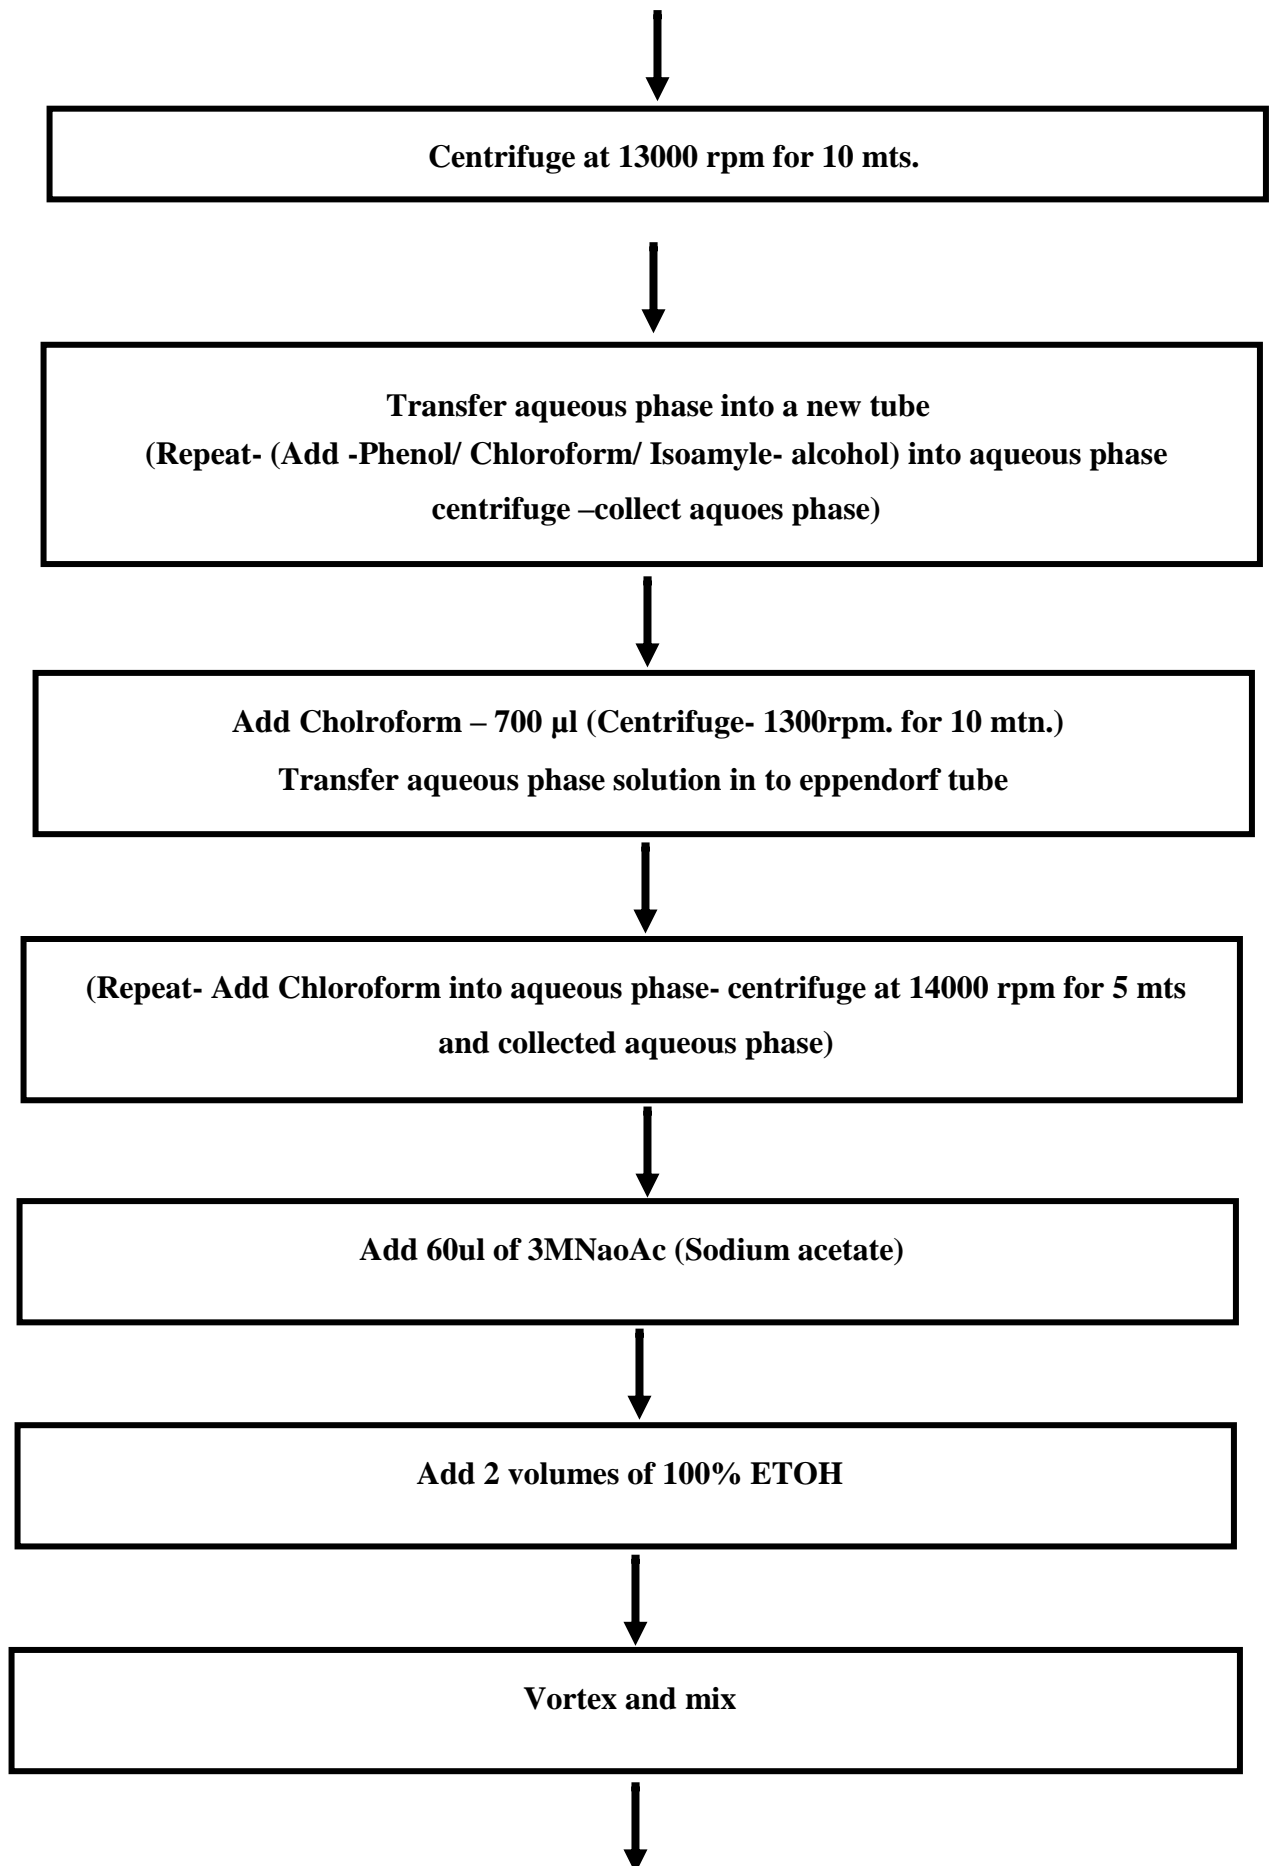 Centrifuge at 13000 rpm for 10 mts.
Transfer aqueous phase into a new tube
(Repeat- (Add -Phenol/ Chloroform/ Isoamyle- alcohol) into aqueous phase
centrifuge –collect aquoes phase)
Add Cholroform – 700 µl (Centrifuge- 1300rpm. for 10 mtn.)
Transfer aqueous phase solution in to eppendorf tube
(Repeat- Add Chloroform into aqueous phase- centrifuge at 14000 rpm for 5 mts
and collected aqueous phase)
Add 60ul of 3MNaoAc (Sodium acetate)
Add 2 volumes of 100% ETOH
Vortex and mix